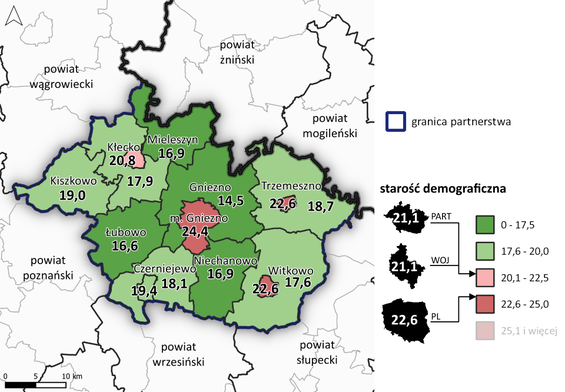 powiat
żniński
powiat
wągrowiecki
powiat
mogileński
granica partnerstwa
Mieleszyn
16,9
Kłecko
20,8
17,9
Kiszkowo
19,0
Gniezno
14,5
Trzemeszno
22,6
18,7
m. Gniezno
24,4
Łubowo
16,6
Niechanowo
16,9
Czerniejewo
19,4
18,1
Witkowo
22,6
17,6
powiat
poznański
powiat
wrzesiński
powiat
słupecki
0 5 10 km
starość demograficzna
21,1
PART
21,1
WOJ
22,6
PL
0 - 17,5
17,6 - 20,0
20,1 - 22,5
22,6 - 25,0
25,1 i więcej